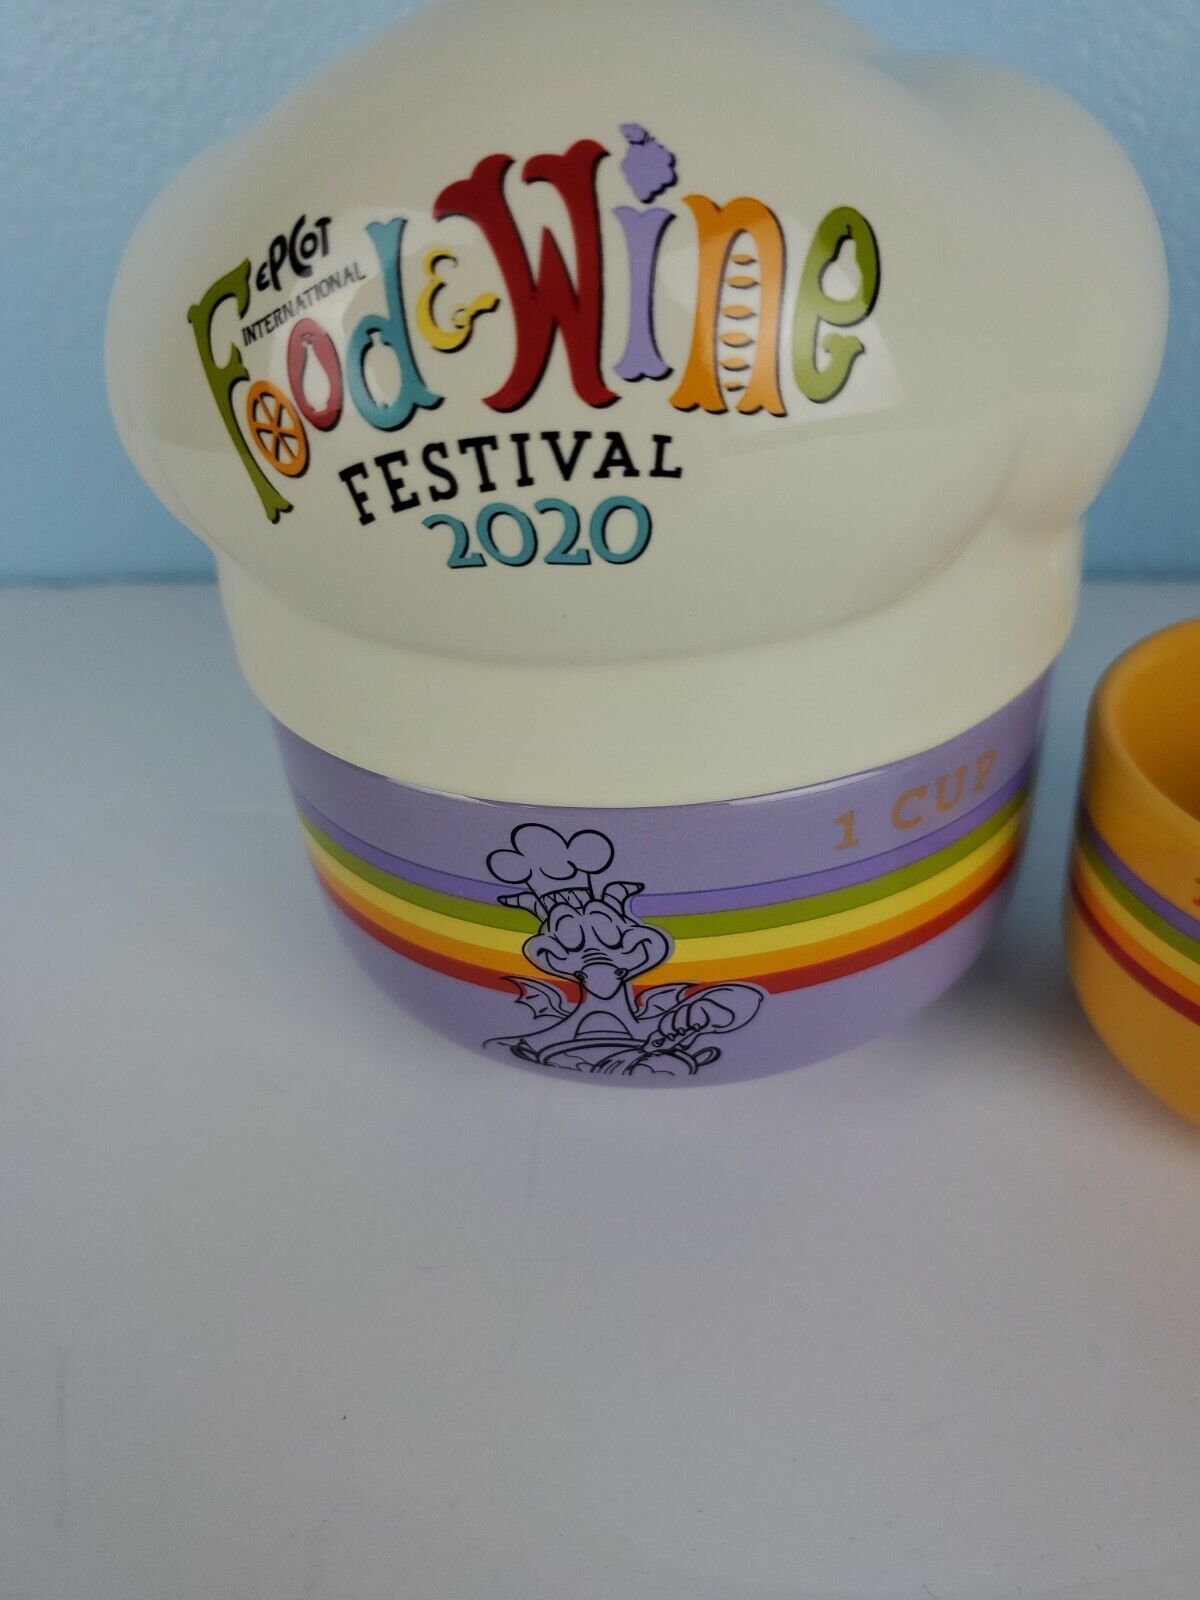 EPCOT
INTERNATIONAL
Food & Wine
FESTIVAL
2020
1 CUP